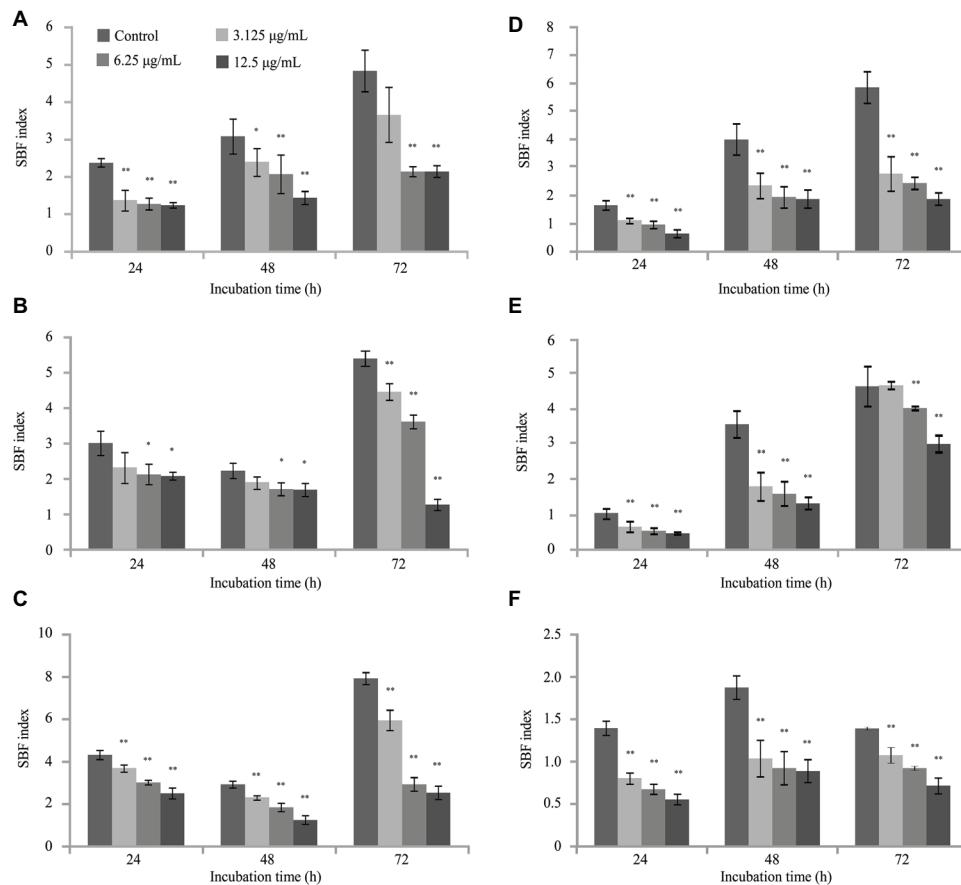 A
Control
3.125 µg/mL
6.25 µg/mL
12.5 µg/mL
6
5
4
3
2
1
0
SBF index
** ** **
* ** **
** **
24 48 72
Incubation time (h)
B
6
5
4
3
2
1
0
SBF index
* *
* *
** ** **
24 48 72
Incubation time (h)
C
10
8
6
4
2
0
SBF index
** ** **
** ** **
** ** **
24 48 72
Incubation time (h)
D
8
7
6
5
4
3
2
1
0
SBF index
** ** **
** ** **
** ** **
24 48 72
Incubation time (h)
E
6
5
4
3
2
1
0
SBF index
** ** **
** ** **
** **
24 48 72
Incubation time (h)
F
2.5
2.0
1.5
1.0
0.5
0
SBF index
** ** **
** ** **
** ** **
24 48 72
Incubation time (h)